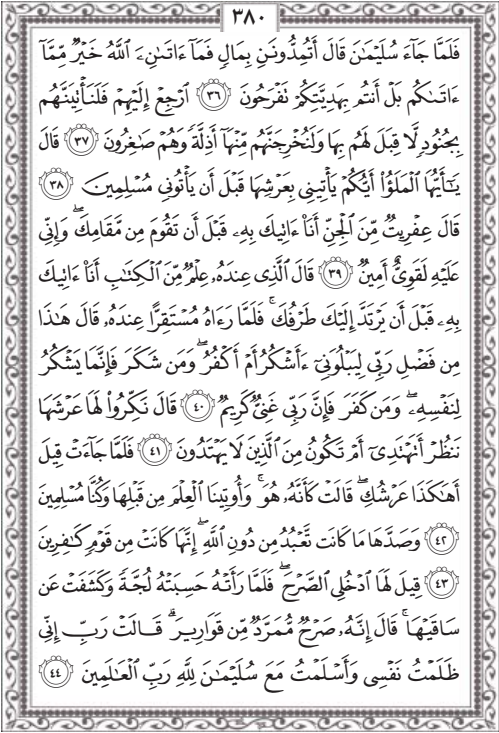 ٣٨٠
فَلَمَّا جَآءَ سُلَيْمَٰنَ قَالَ أَتُمِدُّونَنِ بِمَالٍ فَمَآ ءَاتَىٰنِۦَ ٱللَّهُ خَيْرٌ مِّمَّآ
ءَاتَىٰكُم بَلْ أَنتُم بِهَدِيَّتِكُمْ تَفْرَحُونَ ٣٦ ٱرْجِعْ إِلَيْهِمْ فَلَنَأْتِيَنَّهُم
بِجُنُودٍ لَّا قِبَلَ لَهُم بِهَا وَلَنُخْرِجَنَّهُم مِّنْهَآ أَذِلَّةً وَهُمْ صَٰغِرُونَ ٣٧ قَالَ
يَٰٓأَيُّهَا ٱلْمَلَؤُا۟ أَيُّكُمْ يَأْتِينِى بِعَرْشِهَا قَبْلَ أَن يَأْتُونِى مُسْلِمِينَ ٣٨
قَالَ عِفْرِيتٌ مِّنَ ٱلْجِنِّ أَنَا۠ ءَاتِيكَ بِهِۦ قَبْلَ أَن تَقُومَ مِن مَّقَامِكَ ۖ وَإِنِّى
عَلَيْهِ لَقَوِىٌّ أَمِينٌ ٣٩ قَالَ ٱلَّذِى عِندَهُۥ عِلْمٌ مِّنَ ٱلْكِتَٰبِ أَنَا۠ ءَاتِيكَ
بِهِۦ قَبْلَ أَن يَرْتَدَّ إِلَيْكَ طَرْفُكَ ۚ فَلَمَّا رَءَاهُ مُسْتَقِرًّا عِندَهُۥ قَالَ هَٰذَا
مِن فَضْلِ رَبِّى لِيَبْلُوَنِىٓ ءَأَشْكُرُ أَمْ أَكْفُرُ ۖ وَمَن شَكَرَ فَإِنَّمَا يَشْكُرُ
لِنَفْسِهِۦ ۖ وَمَن كَفَرَ فَإِنَّ رَبِّى غَنِىٌّ كَرِيمٌ ٤٠ قَالَ نَكِّرُوا۟ لَهَا عَرْشَهَا
نَنظُرْ أَتَهْتَدِىٓ أَمْ تَكُونُ مِنَ ٱلَّذِينَ لَا يَهْتَدُونَ ٤١ فَلَمَّا جَآءَتْ قِيلَ
أَهَٰكَذَا عَرْشُكِ ۖ قَالَتْ كَأَنَّهُۥ هُوَ ۚ وَأُوتِينَا ٱلْعِلْمَ مِن قَبْلِهَا وَكُنَّا مُسْلِمِينَ
٤٢ وَصَدَّهَا مَا كَانَت تَّعْبُدُ مِن دُونِ ٱللَّهِ ۖ إِنَّهَا كَانَتْ مِن قَوْمٍ كَٰفِرِينَ
٤٣ قِيلَ لَهَا ٱدْخُلِى ٱلصَّرْحَ ۖ فَلَمَّا رَأَتْهُ حَسِبَتْهُ لُجَّةً وَكَشَفَتْ عَن
سَاقَيْهَا ۚ قَالَ إِنَّهُۥ صَرْحٌ مُّمَرَّدٌ مِّن قَوَارِيرَ ۗ قَالَتْ رَبِّ إِنِّى
ظَلَمْتُ نَفْسِى وَأَسْلَمْتُ مَعَ سُلَيْمَٰنَ لِلَّهِ رَبِّ ٱلْعَٰلَمِينَ ٤٤